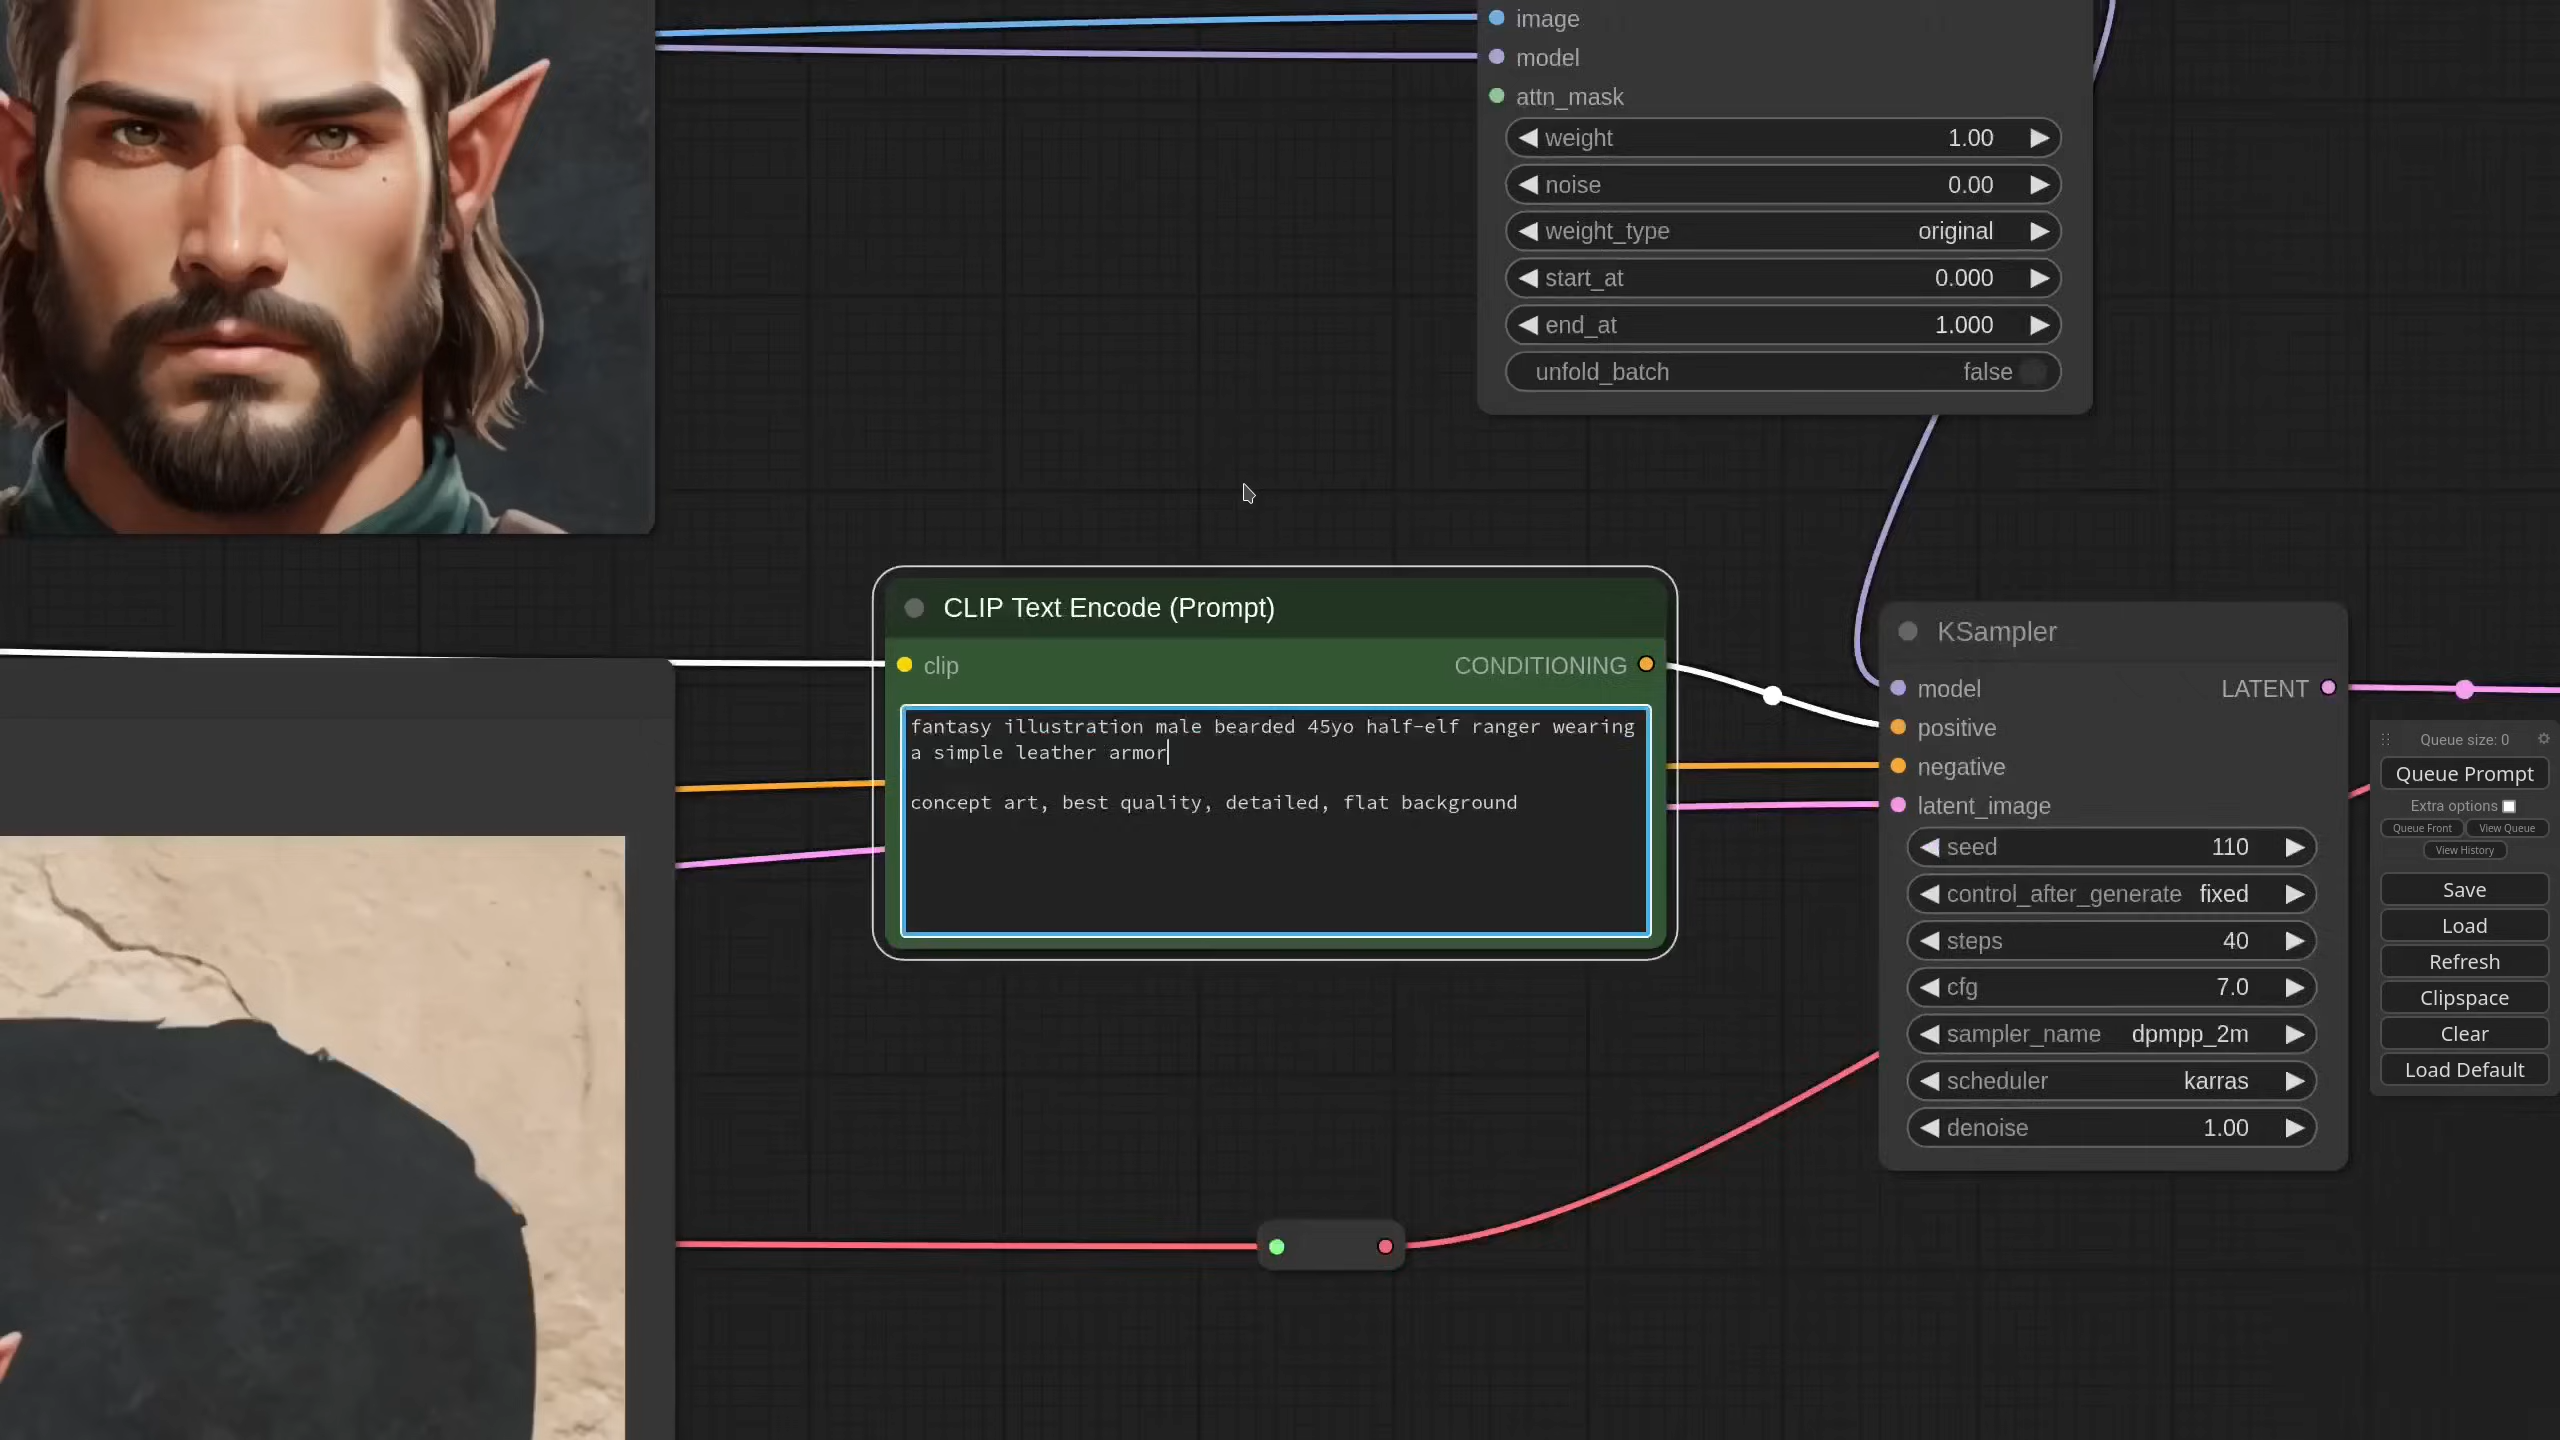 image
model
attn_mask
weight 1.00
noise 0.00
weight_type original
start_at 0.000
end_at 1.000
unfold_batch false
CLIP Text Encode (Prompt)
clip CONDITIONING
fantasy illustration male bearded 45yo half-elf ranger wearing
a simple leather armor
concept art, best quality, detailed, flat background
KSampler
model LATENT
positive
negative
latent_image
seed 110
control_after_generate fixed
steps 40
cfg 7.0
sampler_name dpmpp_2m
scheduler karras
denoise 1.00
Queue size: 0
Queue Prompt
Extra options
Queue Front View Queue
View History
Save
Load
Refresh
Clipspace
Clear
Load Default